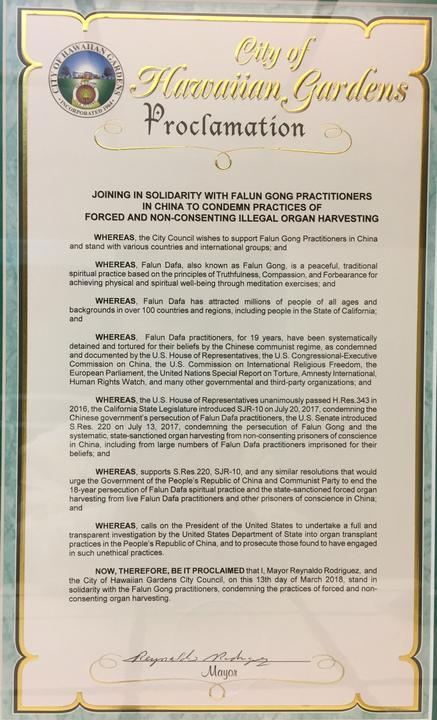 CITY OF HAWAIIAN GARDENS
INCORPORATED 1964
City of
Hawaiian Gardens
Proclamation
JOINING IN SOLIDARITY WITH FALUN GONG PRACTITIONERS
IN CHINA TO CONDEMN PRACTICES OF
FORCED AND NON-CONSENTING ILLEGAL ORGAN HARVESTING
WHEREAS, the City Council wishes to support Falun Gong Practitioners in China
and stand with various countries and international groups; and
WHEREAS, Falun Dafa, also known as Falun Gong, is a peaceful, traditional
spiritual practice based on the principles of Truthfulness, Compassion, and Forbearance for
achieving physical and spiritual well-being through meditation exercises; and
WHEREAS, Falun Dafa has attracted millions of people of all ages and
backgrounds in over 100 countries and regions, including people in the State of California;
and
WHEREAS, Falun Dafa practitioners, for 19 years, have been systematically
detained and tortured for their beliefs by the Chinese communist regime, as condemned
and documented by the U.S. House of Representatives, the U.S. Congressional-Executive
Commission on China, the U.S. Commission on International Religious Freedom, the
European Parliament, the United Nations Special Report on Torture, Amnesty International,
Human Rights Watch, and many other governmental and third-party organizations; and
WHEREAS, the U.S. House of Representatives unanimously passed H.Res.343 in
2016, the California State Legislature introduced SJR-10 on July 20, 2017, condemning the
Chinese government's persecution of Falun Dafa practitioners, the U.S. Senate introduced
S.Res. 220 on July 13, 2017, condemning the persecution of Falun Gong and the
systematic, state-sanctioned organ harvesting from non-consenting prisoners of conscience
in China, including from large numbers of Falun Dafa practitioners imprisoned for their
beliefs; and
WHEREAS, supports S.Res.220, SJR-10, and any similar resolutions that would
urge the Government of the People's Republic of China and Communist Party to end the
18-year persecution of Falun Dafa spiritual practice and the state-sanctioned forced organ
harvesting from live Falun Dafa practitioners and other prisoners of conscience in China;
and
WHEREAS, calls on the President of the United States to undertake a full and
transparent investigation by the United States Department of State into organ transplant
practices in the People's Republic of China, and to prosecute those found to have engaged
in such unethical practices.
NOW, THEREFORE, BE IT PROCLAIMED that I, Mayor Reynaldo Rodriguez, and
the City of Hawaiian Gardens City Council, on this 13th day of March 2018, stand in
solidarity with the Falun Gong practitioners, condemning the practices of forced and non-
consenting organ harvesting.
Reynaldo Rodriguez
Mayor